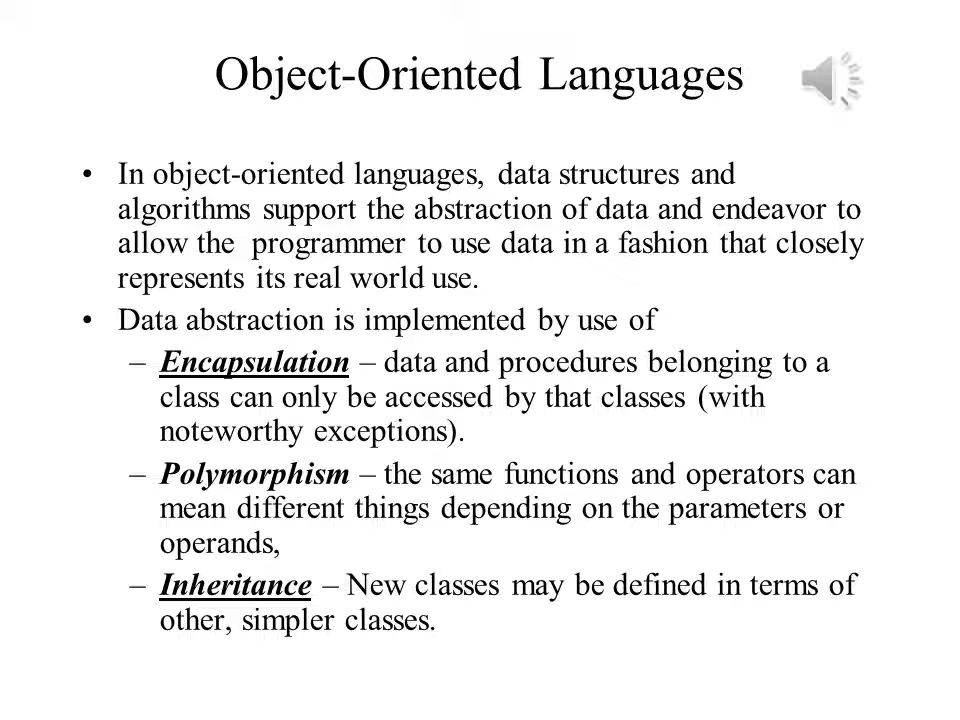 Object-Oriented Languages
• In object-oriented languages, data structures and
algorithms support the abstraction of data and endeavor to
allow the  programmer to use data in a fashion that closely
represents its real world use.
• Data abstraction is implemented by use of
– Encapsulation – data and procedures belonging to a
class can only be accessed by that classes (with
noteworthy exceptions).
– Polymorphism – the same functions and operators can
mean different things depending on the parameters or
operands,
– Inheritance – New classes may be defined in terms of
other, simpler classes.